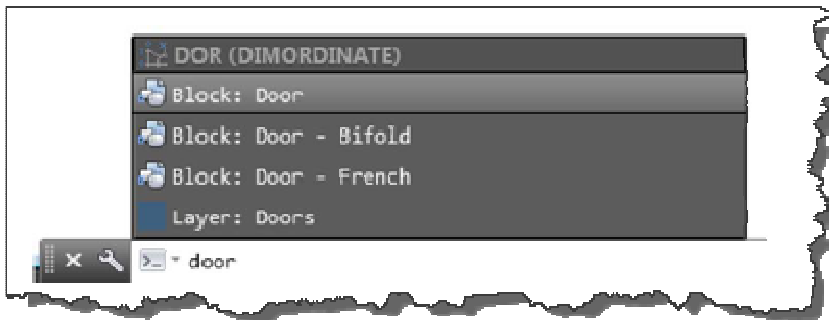 DOR (DIMORDINATE)
Block: Door
Block: Door - Bifold
Block: Door - French
Layer: Doors
door